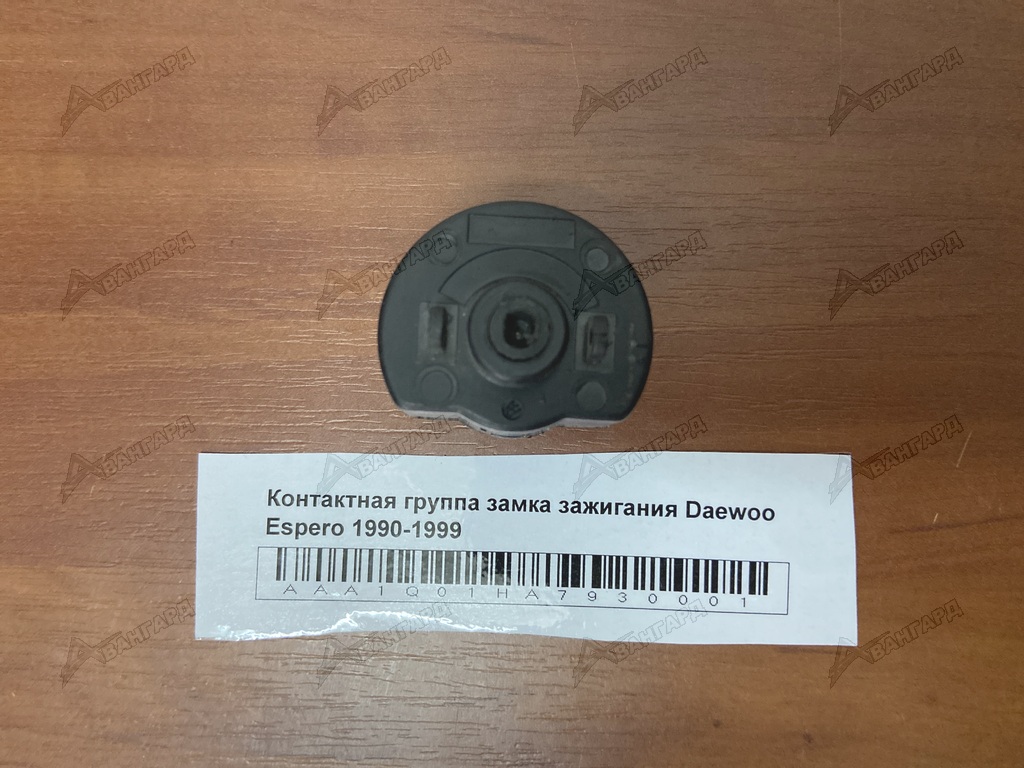 Контактная группа замка зажигания Daewoo
Espero 1990-1999
AAA1Q01HA7930001
АВАНГАРД